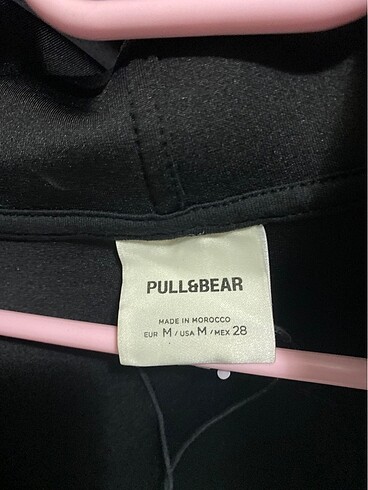 PULL&BEAR
MADE IN MOROCCO
EUR M / USA M / MEX 28